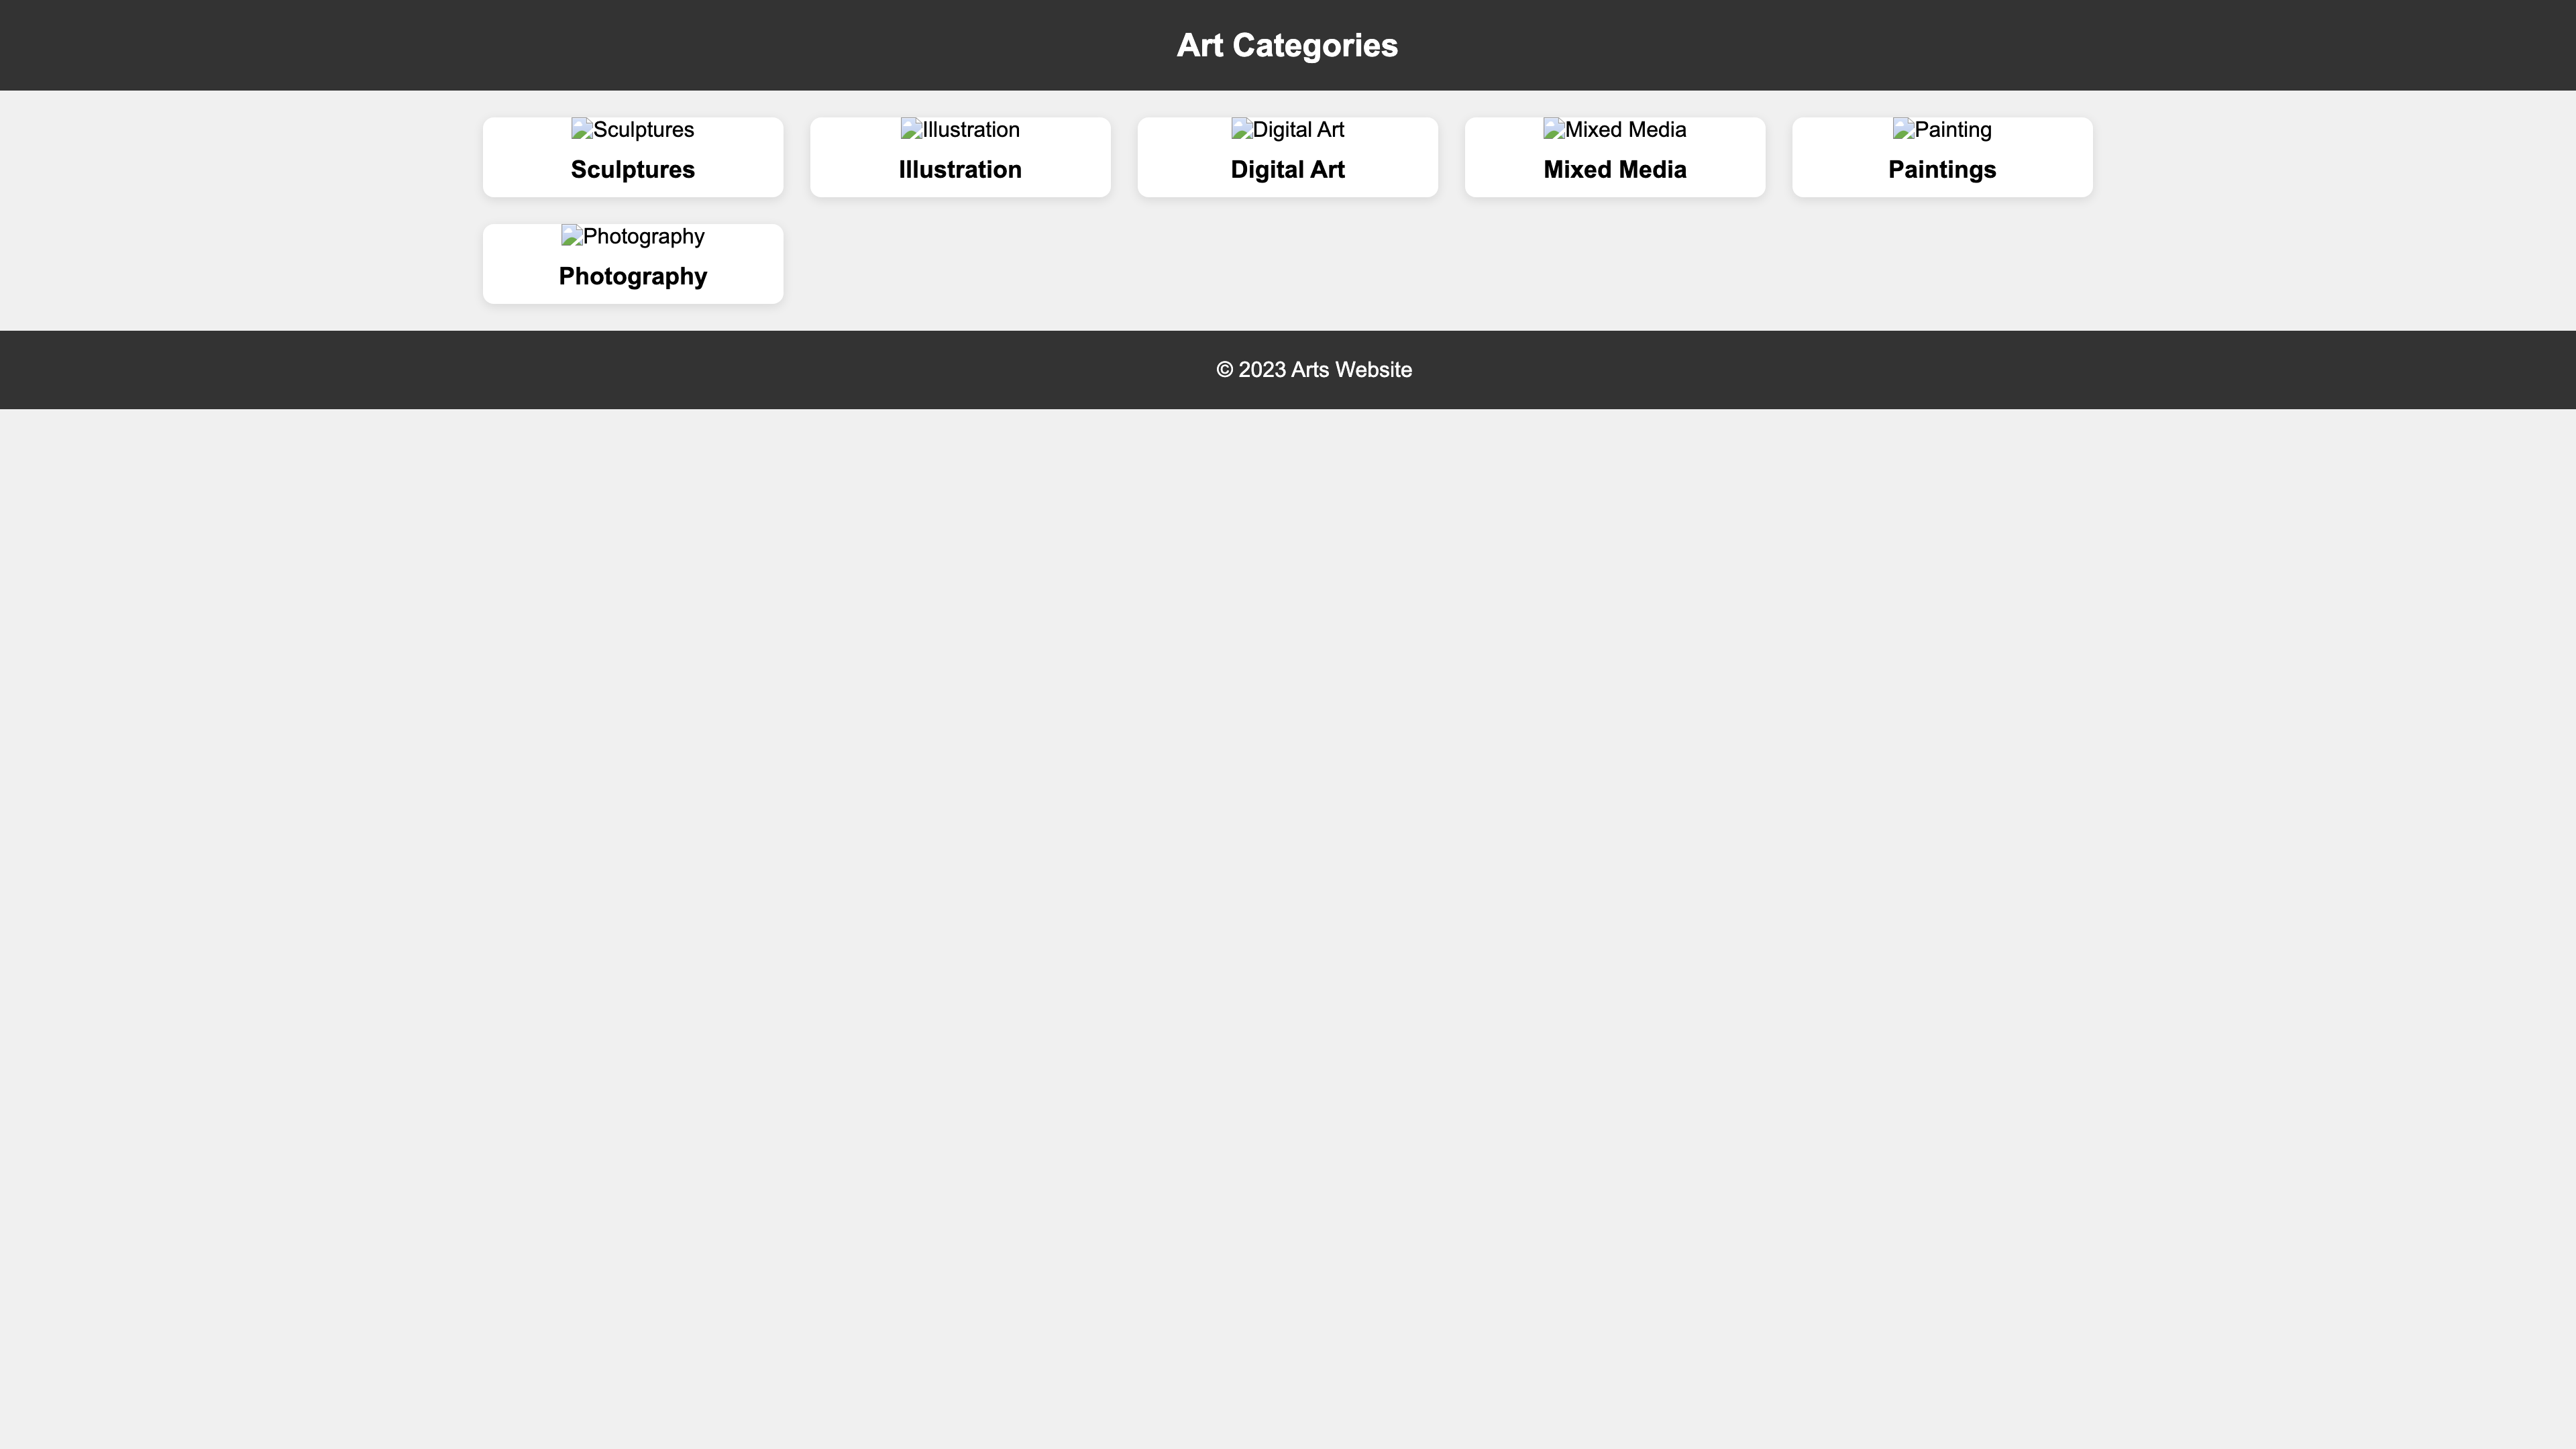 Art Categories
Sculptures
Sculptures
Illustration
Illustration
Digital Art
Digital Art
Mixed Media
Mixed Media
Painting
Paintings
Photography
Photography
© 2023 Arts Website